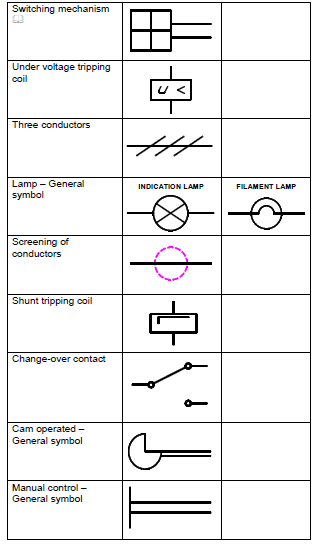 Switching mechanism
Under voltage tripping
coil
U <
Three conductors
Lamp – General
symbol
INDICATION LAMP
FILAMENT LAMP
Screening of
conductors
Shunt tripping coil
Change-over contact
Cam operated –
General symbol
Manual control –
General symbol